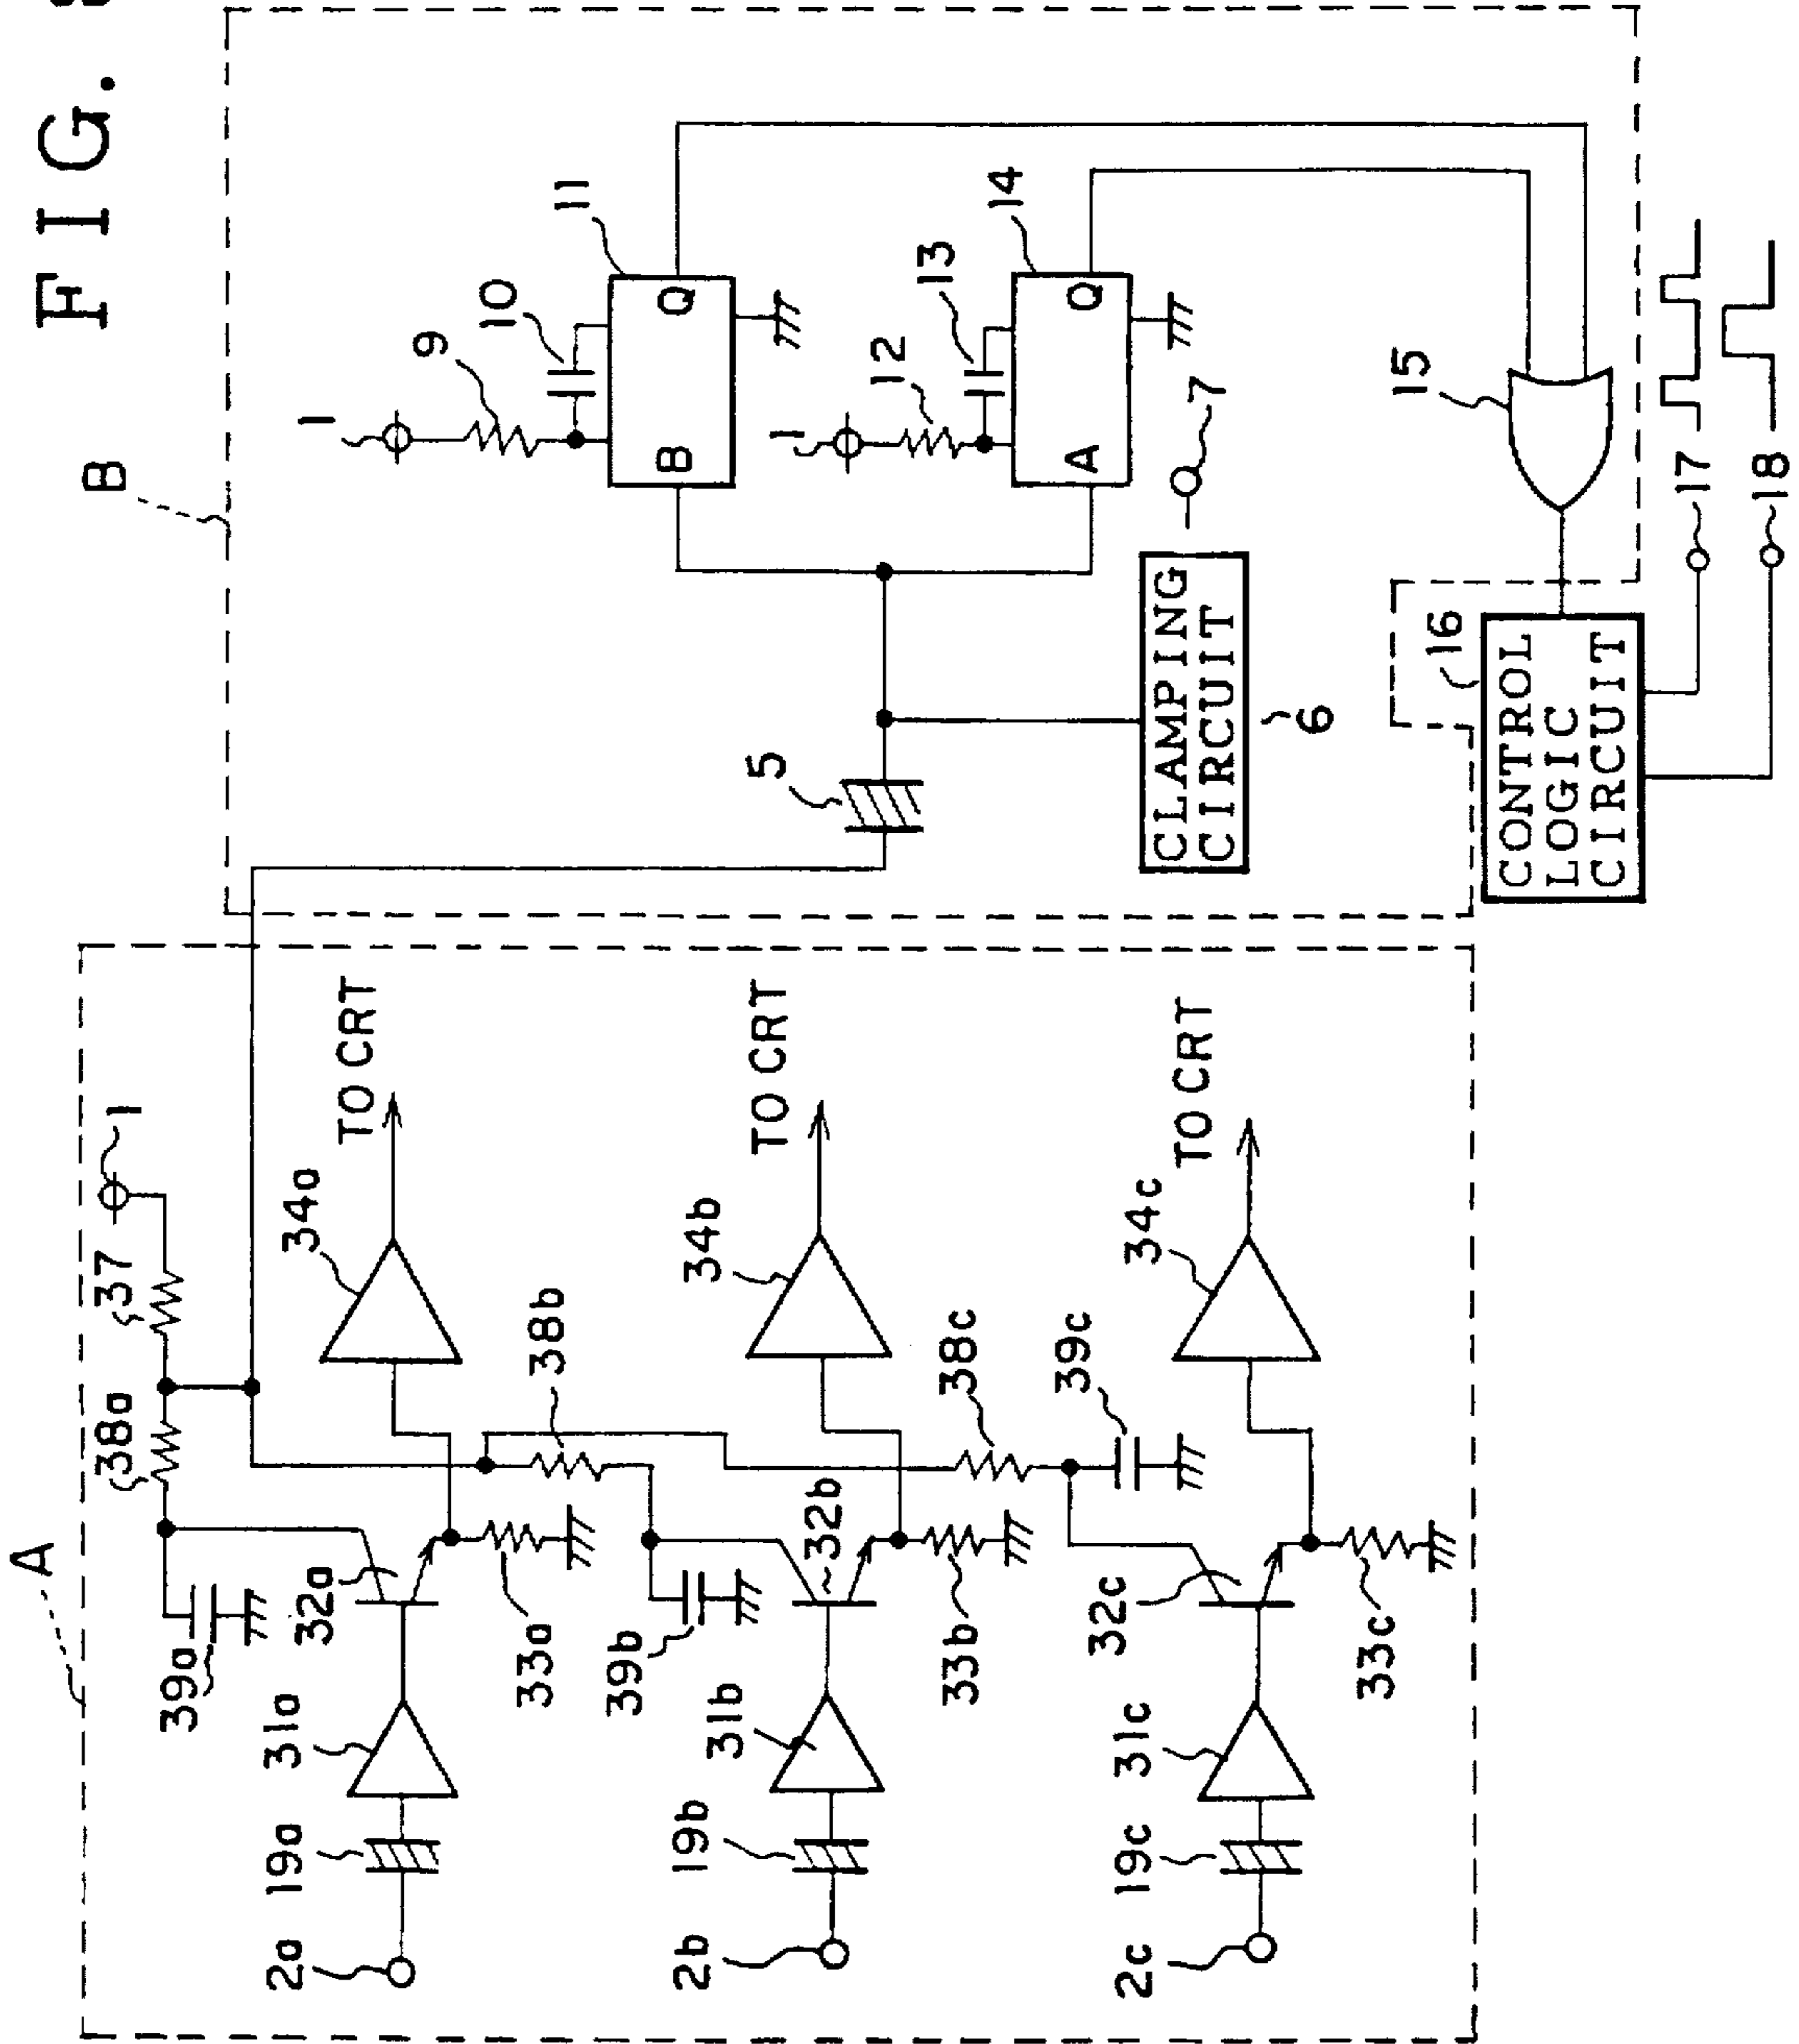 F I G.
A
B
39a
38a
37
1
2a
19a
31a
32a
33a
34a
TO CRT
38b
39b
2b
19b
31b
32b
33b
34b
TO CRT
38c
39c
2c
19c
31c
32c
33c
34c
TO CRT
5
CLAMPING
CIRCUIT
6
7
1
9
10
11
B
Q
1
12
13
14
A
Q
15
16
CONTROL
LOGIC
CIRCUIT
17
18